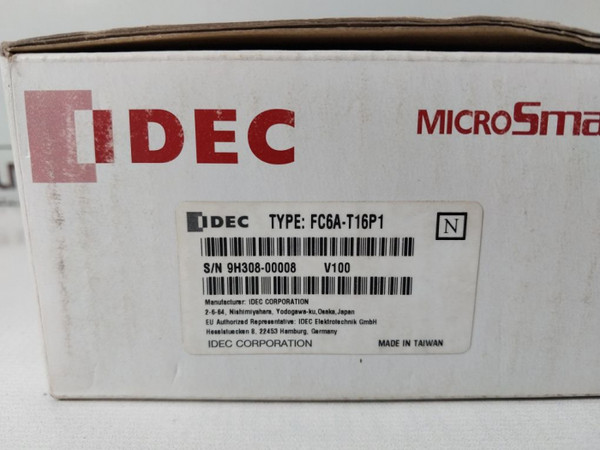 IDEC
MICROSma
IDEC TYPE: FC6A-T16P1 N
S/N 9H308-00008 V100
Manufacturer: IDEC CORPORATION
2-6-64, Nishimiyahara, Yodogawa-ku,Osaka,Japan
EU Authorized Representative: IDEC Elektrotechnik GmbH
Heselstuecken 8, 22453 Hamburg, Germany
IDEC CORPORATION MADE IN TAIWAN